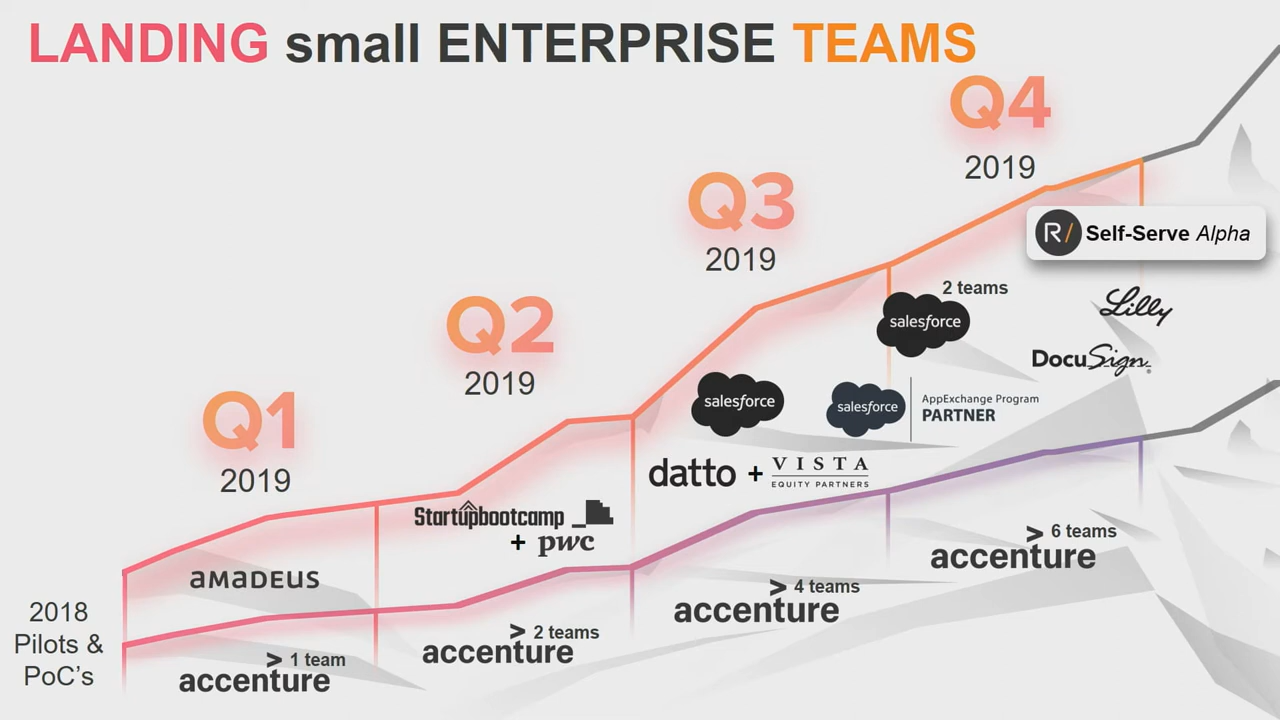 LANDING small ENTERPRISE TEAMS
Q1
2019
Q2
2019
Q3
2019
Q4
2019
R/ Self-Serve Alpha
2 teams
salesforce
Lilly
DocuSign
salesforce
salesforce
AppExchange Program
PARTNER
datto + VISTA
EQUITY PARTNERS
Startupbootcamp
+ pwc
amadeus
2018
Pilots &
PoC's
1 team
accenture
2 teams
accenture
4 teams
accenture
6 teams
accenture